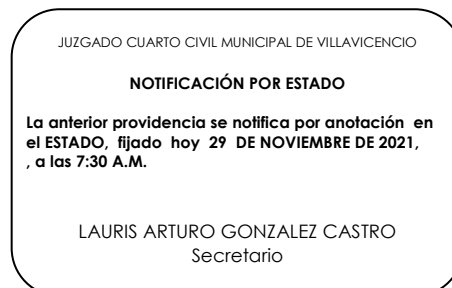 JUZGADO CUARTO CIVIL MUNICIPAL DE VILLAVICENCIO
NOTIFICACIÓN POR ESTADO
La anterior providencia se notifica por anotación en
el ESTADO, fijado hoy 29 DE NOVIEMBRE DE 2021,
, a las 7:30 A.M.
LAURIS ARTURO GONZALEZ CASTRO
Secretario